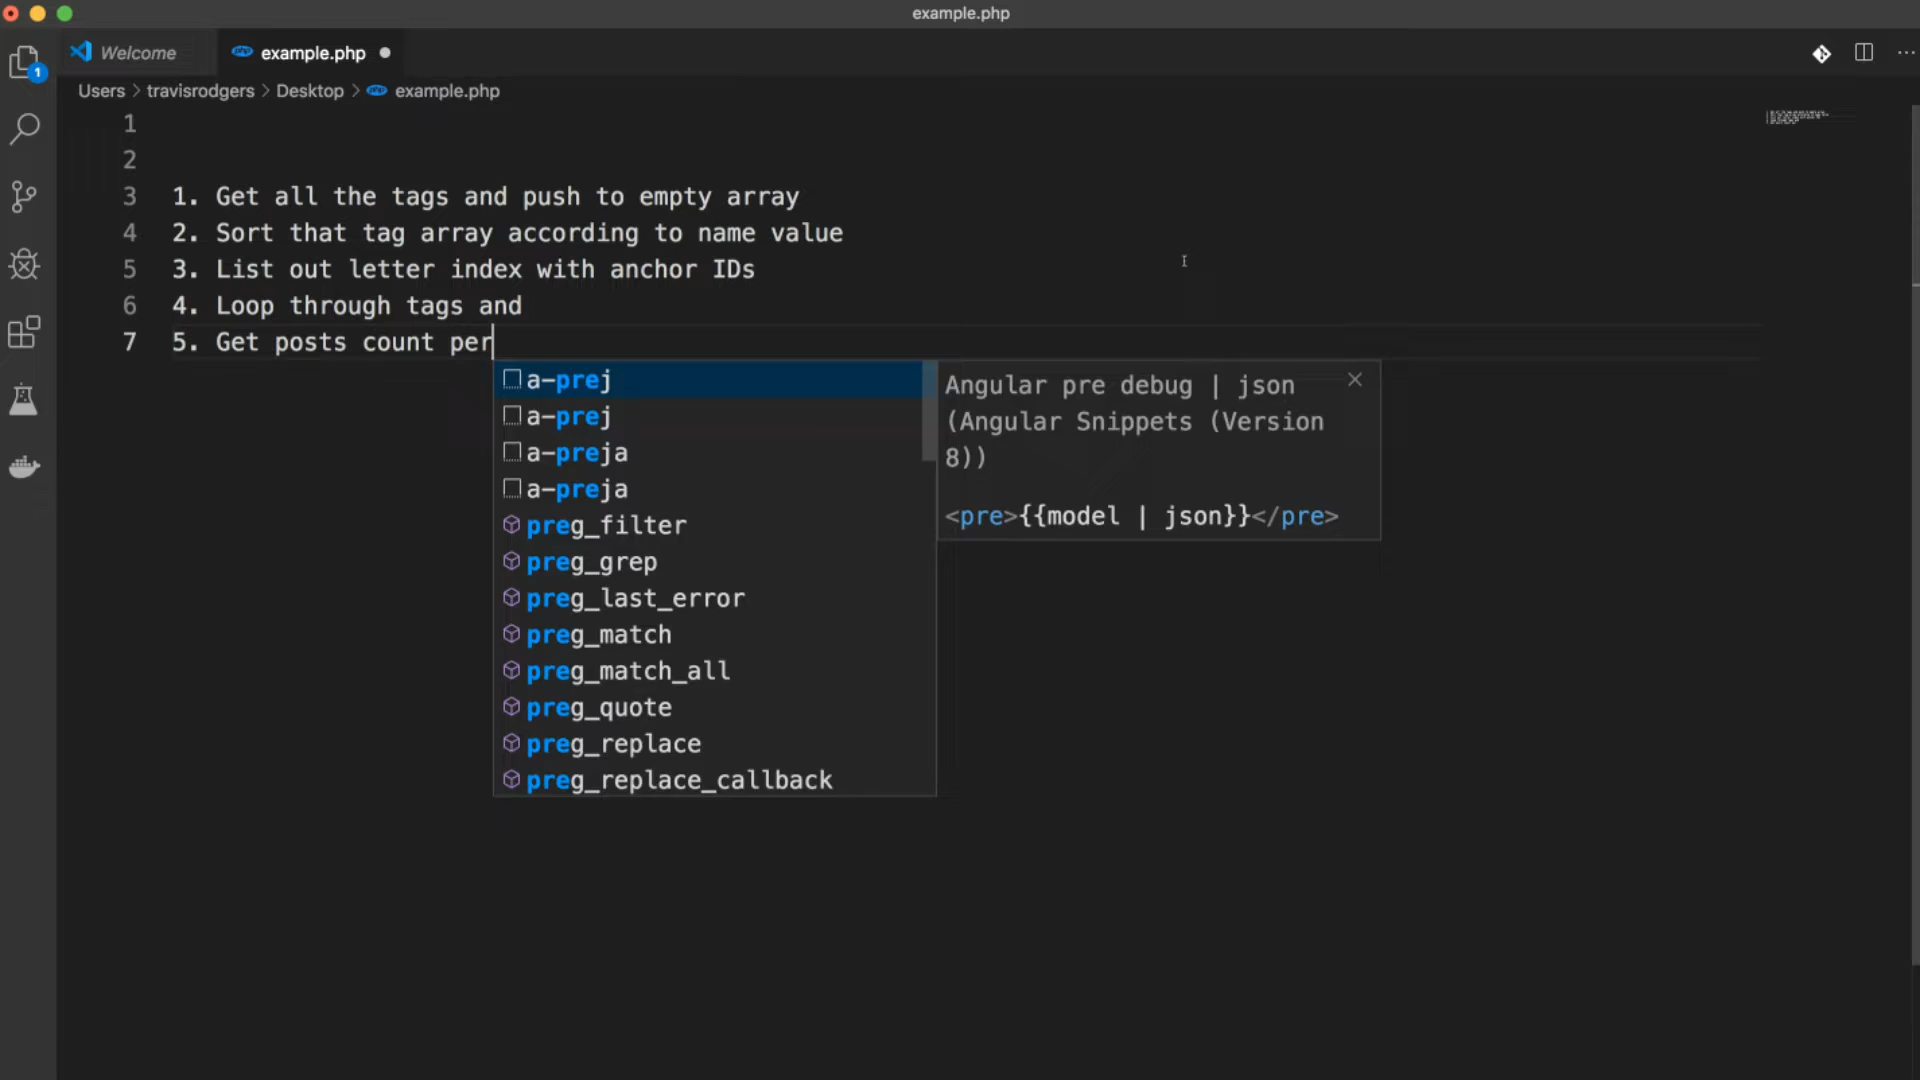 example.php
Welcome
example.php
Users > travisrodgers > Desktop > example.php
1
1
2
3 1. Get all the tags and push to empty array
4 2. Sort that tag array according to name value
5 3. List out letter index with anchor IDs
6 4. Loop through tags and
7 5. Get posts count per
a-prej
a-prej
a-preja
a-preja
preg_filter
preg_grep
preg_last_error
preg_match
preg_match_all
preg_quote
preg_replace
preg_replace_callback
Angular pre debug | json
(Angular Snippets (Version
8))
<pre>{{model | json}}</pre>